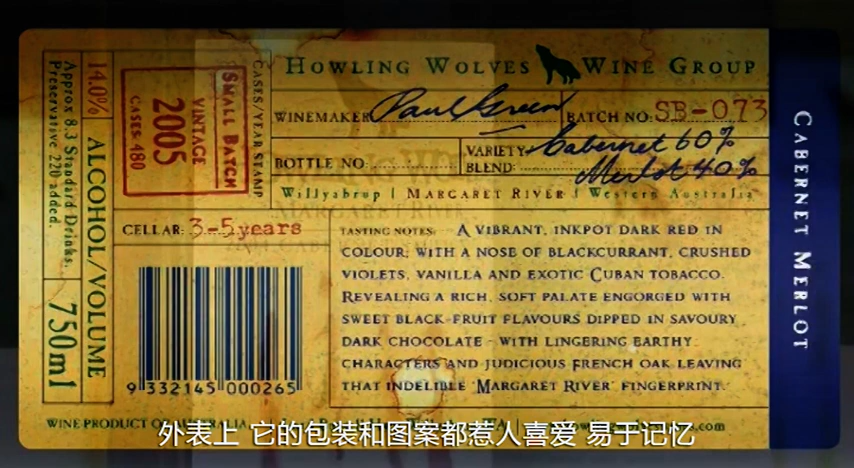 HOWLING WOLVES WINE GROUP
WINEMAKER Paul Green BATCH NO: SB-073
BOTTLE NO:
VARIETY BLEND: Cabernet 60%
Merlot 40%
Willyabrup | MARGARET RIVER | Western Australia
CASES/YEAR STAMP
SMALL BATCH
VINTAGE
2005
CASES 480
14.0% ALCOHOL/VOLUME 750ml
Approx 8.3 Standard Drinks,
Preservative 220 added.
CELLAR: 3-5years
TASTING NOTES: A VIBRANT, INKPOT DARK RED IN
COLOUR; WITH A NOSE OF BLACKCURRANT, CRUSHED
VIOLETS, VANILLA AND EXOTIC CUBAN TOBACCO.
REVEALING A RICH, SOFT PALATE ENGORGED WITH
SWEET BLACK-FRUIT FLAVOURS DIPPED IN SAVOURY
DARK CHOCOLATE - WITH LINGERING EARTHY
CHARACTERS AND JUDICIOUS FRENCH OAK LEAVING
THAT INDELIBLE 'MARGARET RIVER' FINGERPRINT.
9 332145 000265
WINE PRODUCT OF AUSTRALIA
CABERNET MERLOT
外表上 它的包装和图案都惹人喜爱 易于记忆